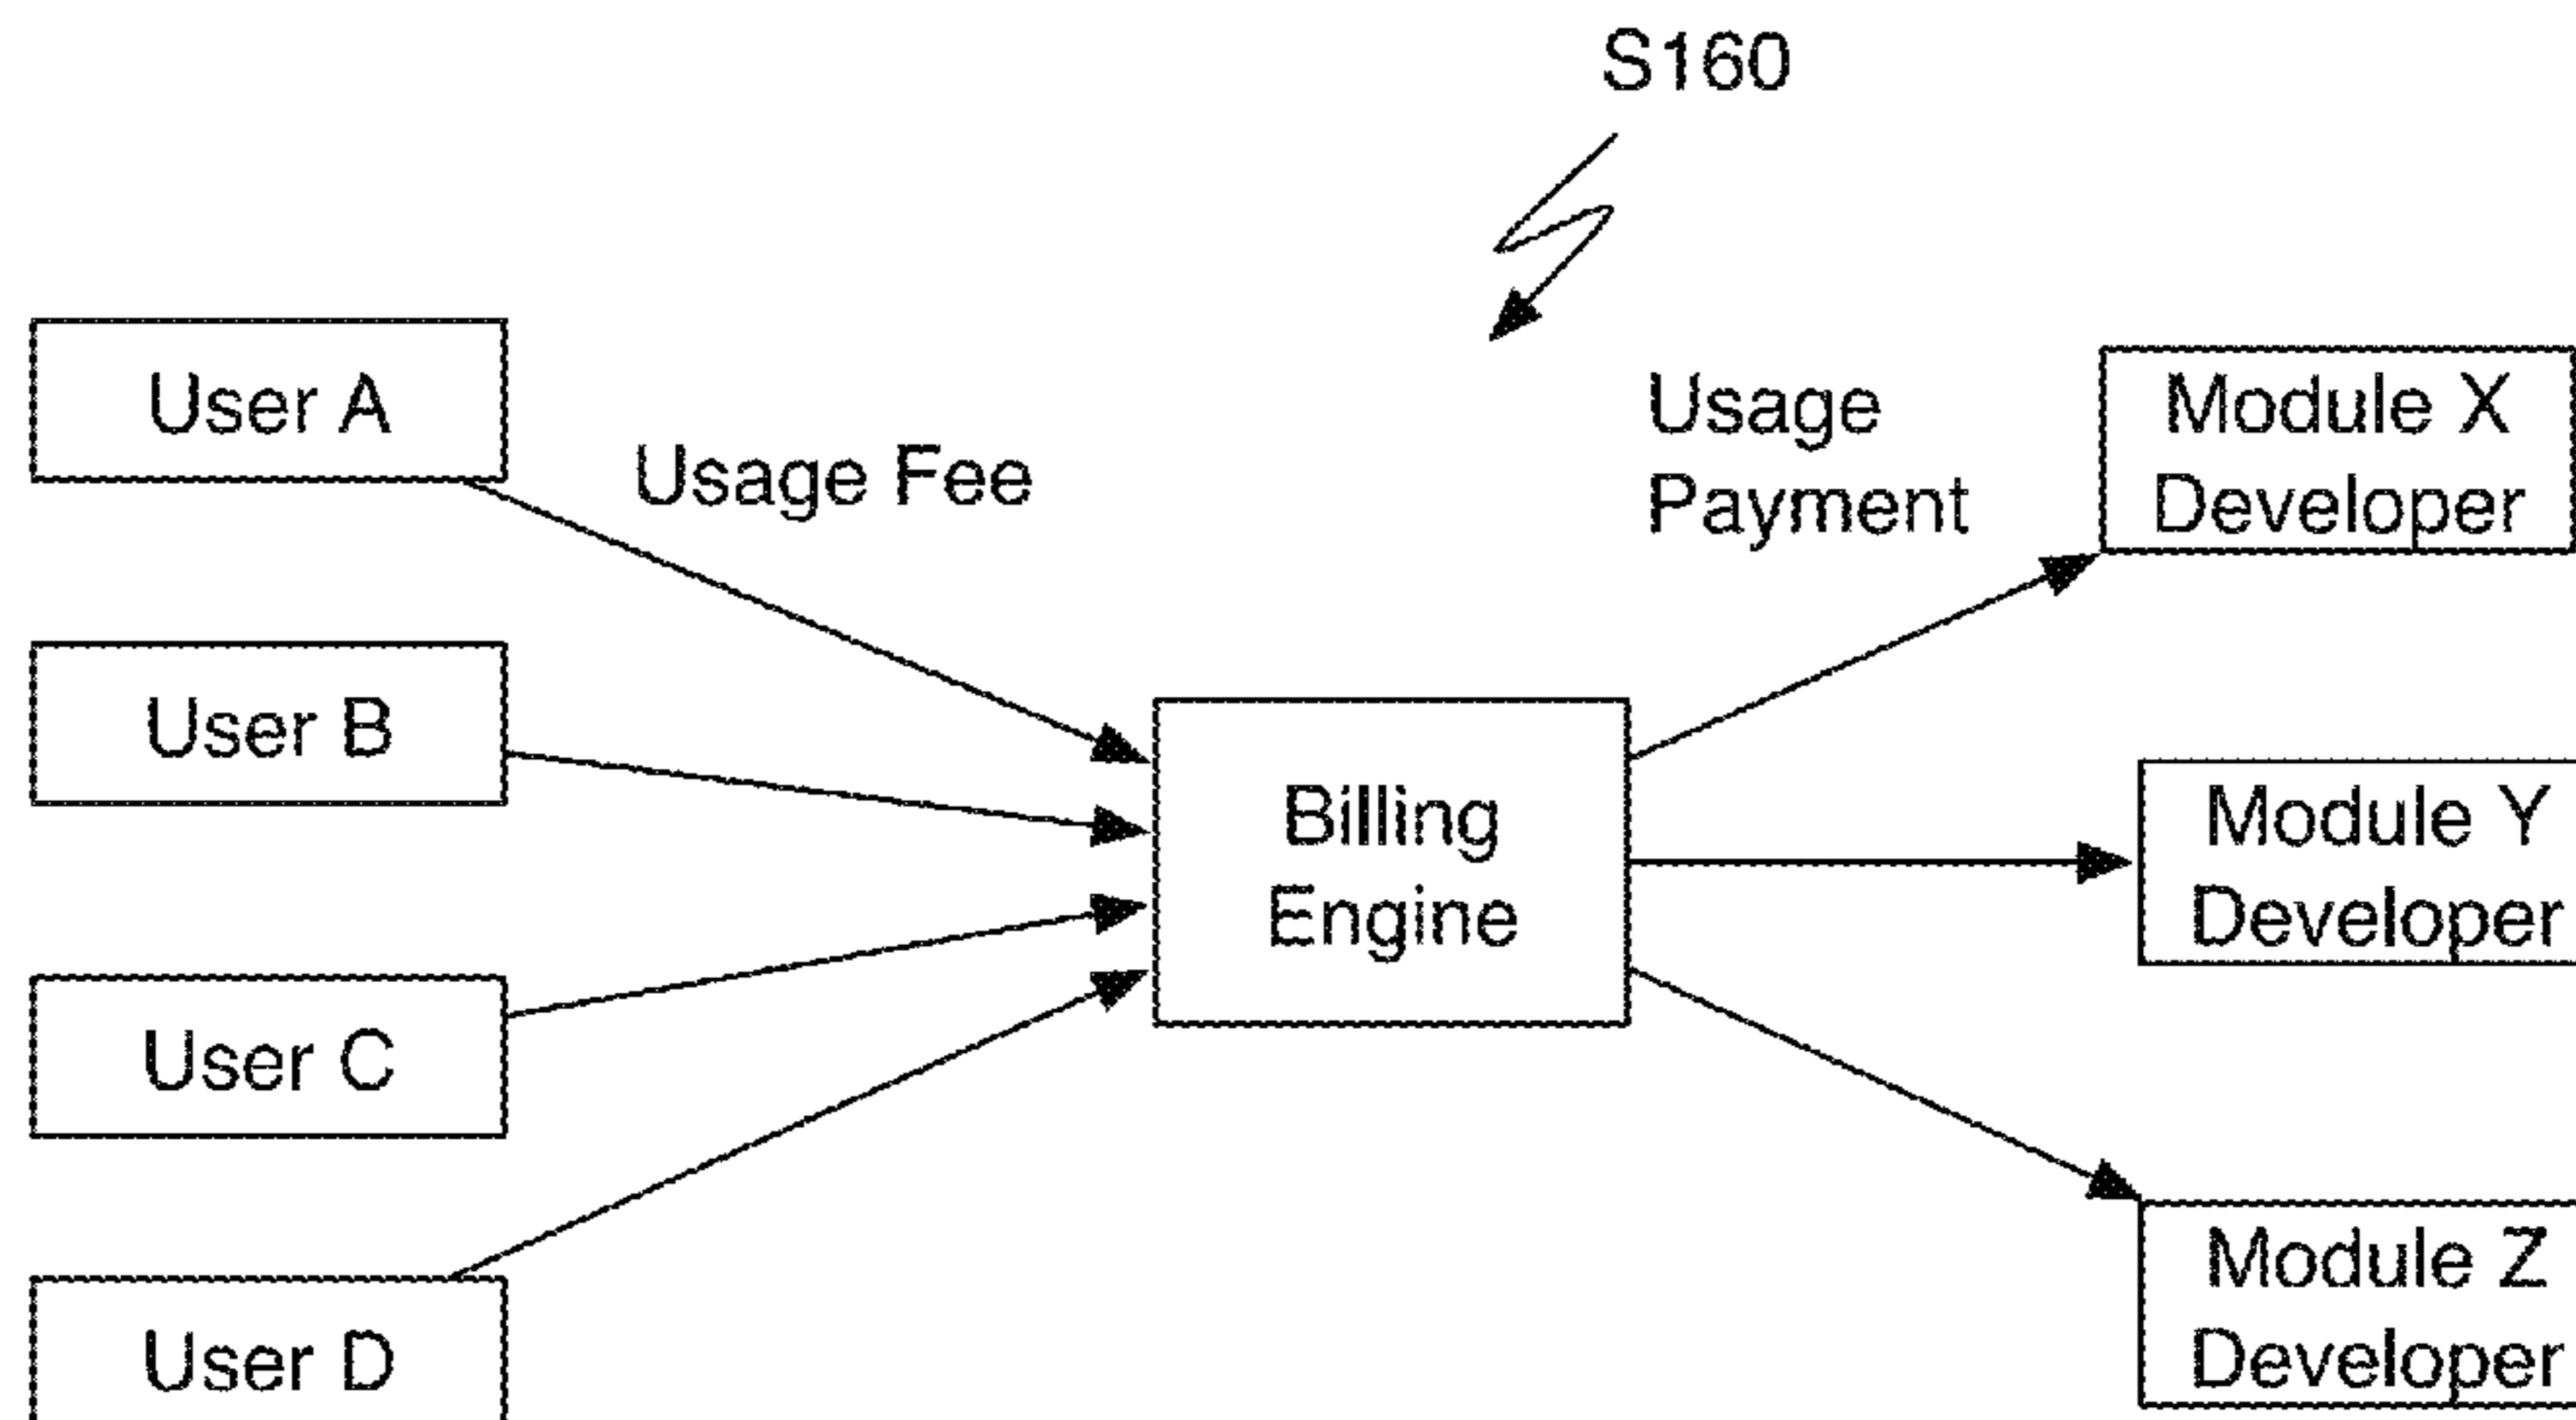 S160
User A
Usage Fee
Usage
Payment
Module X
Developer
User B
Billing
Engine
Module Y
Developer
User C
User D
Module Z
Developer